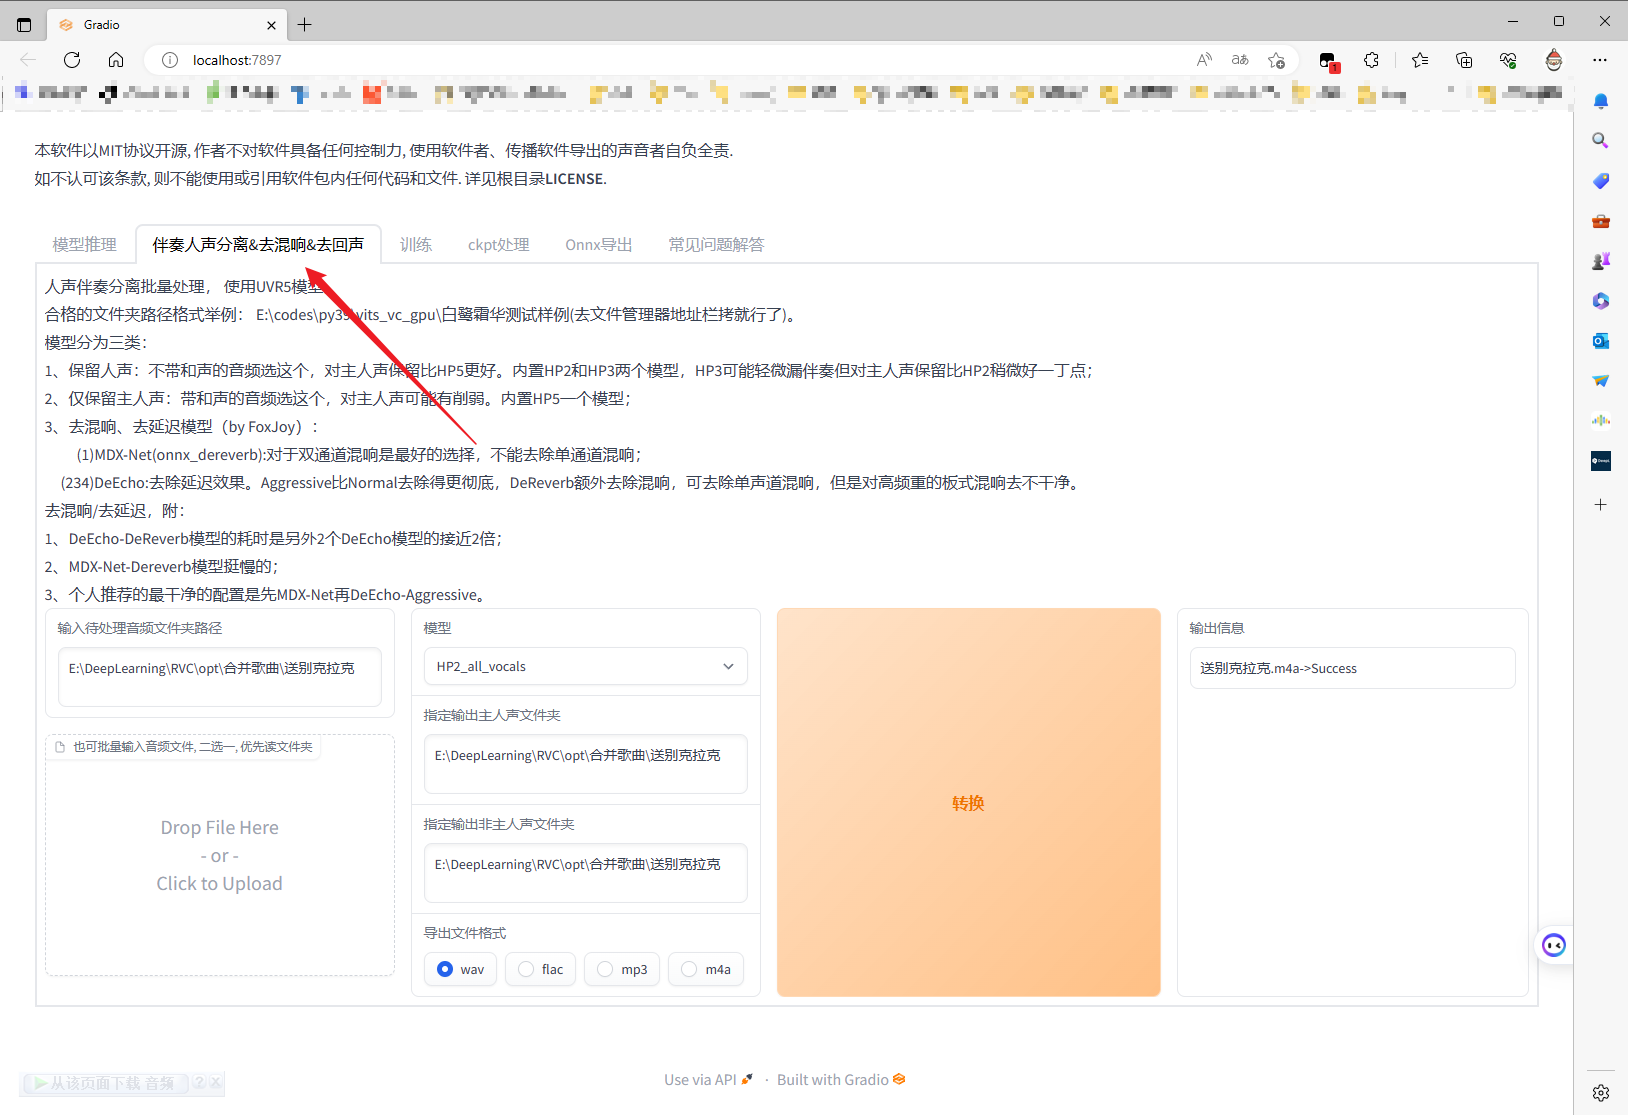 Gradio
localhost:7897
1
本软件以MIT协议开源, 作者不对软件具备任何控制力, 使用软件者、传播软件导出的声音者自负全责.
如不认可该条款, 则不能使用或引用软件包内任何代码和文件. 详见根目录LICENSE.
模型推理 伴奏人声分离&去混响&去回声 训练 ckpt处理 Onnx导出 常见问题解答
人声伴奏分离批量处理， 使用UVR5模型
合格的文件夹路径格式举例： E:\codes\py39\vits_vc_gpu\白鹭霜华测试样例(去文件管理器地址栏拷就行了)。
模型分为三类：
1、保留人声：不带和声的音频选这个，对主人声保留比HP5更好。内置HP2和HP3两个模型，HP3可能轻微漏伴奏但对主人声保留比HP2稍微好一丁点；
2、仅保留主人声：带和声的音频选这个，对主人声可能有削弱。内置HP5一个模型；
3、去混响、去延迟模型（by FoxJoy）：
(1)MDX-Net(onnx_dereverb):对于双通道混响是最好的选择，不能去除单通道混响；
(234)DeEcho:去除延迟效果。Aggressive比Normal去除得更彻底，DeReverb额外去除混响，可去除单声道混响，但是对高频重的板式混响去不干净。
去混响/去延迟，附：
1、DeEcho-DeReverb模型的耗时是另外2个DeEcho模型的接近2倍；
2、MDX-Net-Dereverb模型挺慢的；
3、个人推荐的最干净的配置是先MDX-Net再DeEcho-Aggressive。
输入待处理音频文件夹路径
E:\DeepLearning\RVC\opt\合并歌曲\送别克拉克
也可批量输入音频文件, 二选一, 优先读文件夹
Drop File Here
- or -
Click to Upload
模型
HP2_all_vocals
指定输出主人声文件夹
E:\DeepLearning\RVC\opt\合并歌曲\送别克拉克
指定输出非主人声文件夹
E:\DeepLearning\RVC\opt\合并歌曲\送别克拉克
导出文件格式
wav flac mp3 m4a
转换
输出信息
送别克拉克.m4a->Success
从该页面下载 音频 ? X
Use via API · Built with Gradio